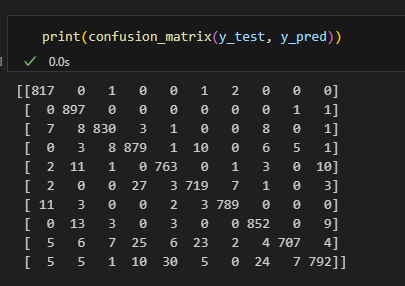 print(confusion_matrix(y_test, y_pred))
0.0s
[[817   0   1   0   0   1   2   0   0   0]
 [  0 897   0   0   0   0   0   0   1   1]
 [  7   8 830   3   1   0   0   8   0   1]
 [  0   3   8 879   1  10   0   6   5   1]
 [  2  11   1   0 763   0   1   3   0  10]
 [  2   0   0  27   3 719   7   1   0   3]
 [ 11   3   0   0   2   3 789   0   0   0]
 [  0  13   3   0   3   0   0 852   0   9]
 [  5   6   7  25   6  23   2   4 707   4]
 [  5   5   1  10  30   5   0  24   7 792]]